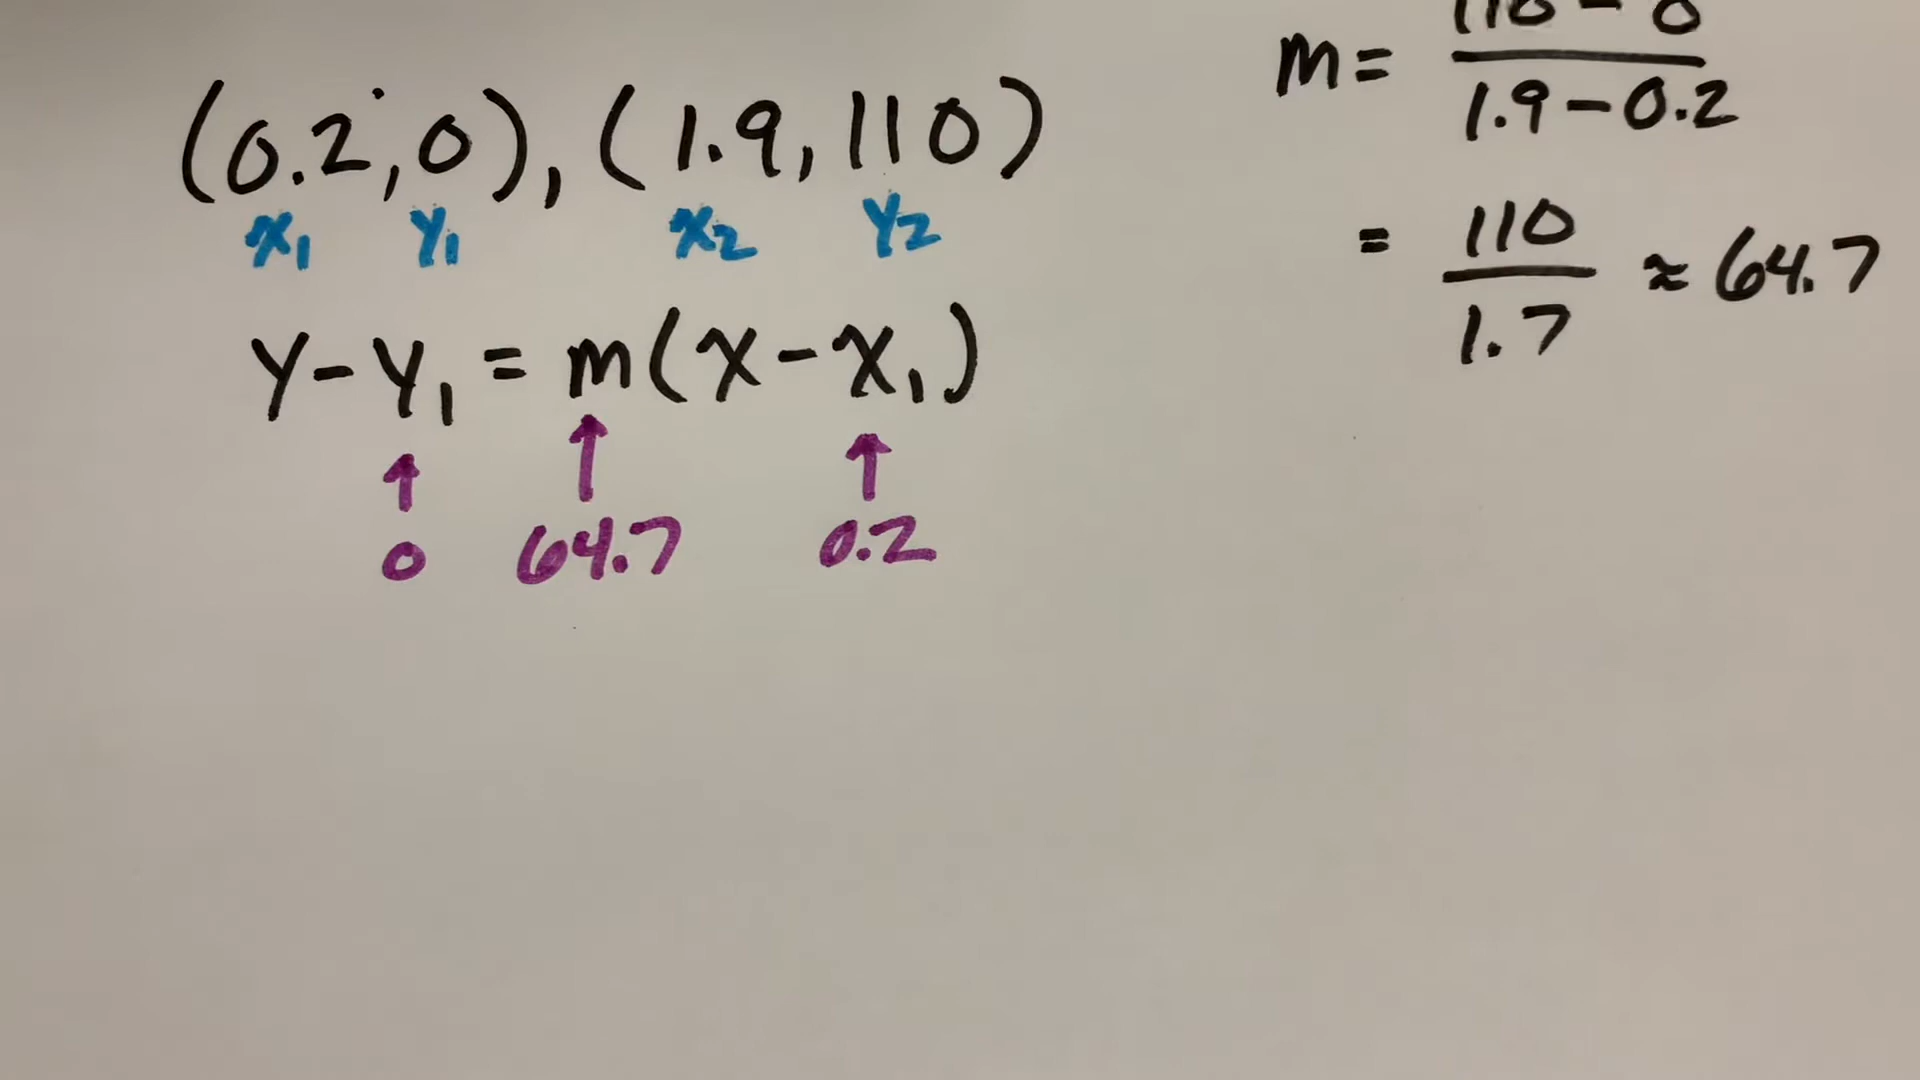 (0.2, 0), (1.9, 110)
x₁ y₁ x₂ y₂
y - y₁ = m(x - x₁)
0 64.7 0.2
110 - 0
m = ―
1.9 - 0.2
= 110 / 1.7 ≈ 64.7